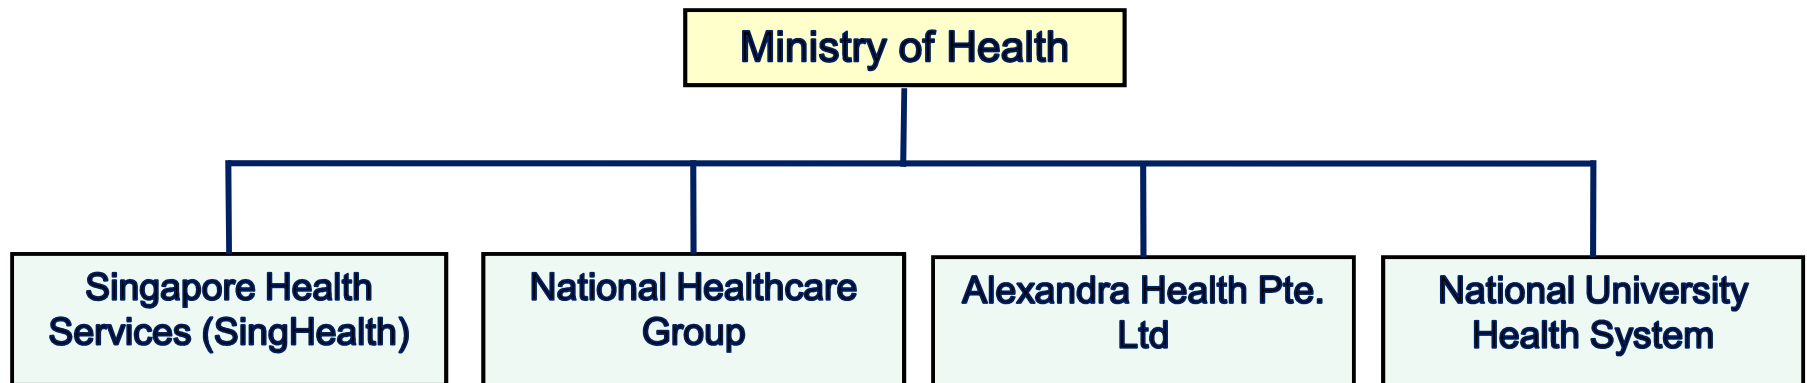 Ministry of Health
Singapore Health
Services (SingHealth)
National Healthcare
Group
Alexandra Health Pte.
Ltd
National University
Health System